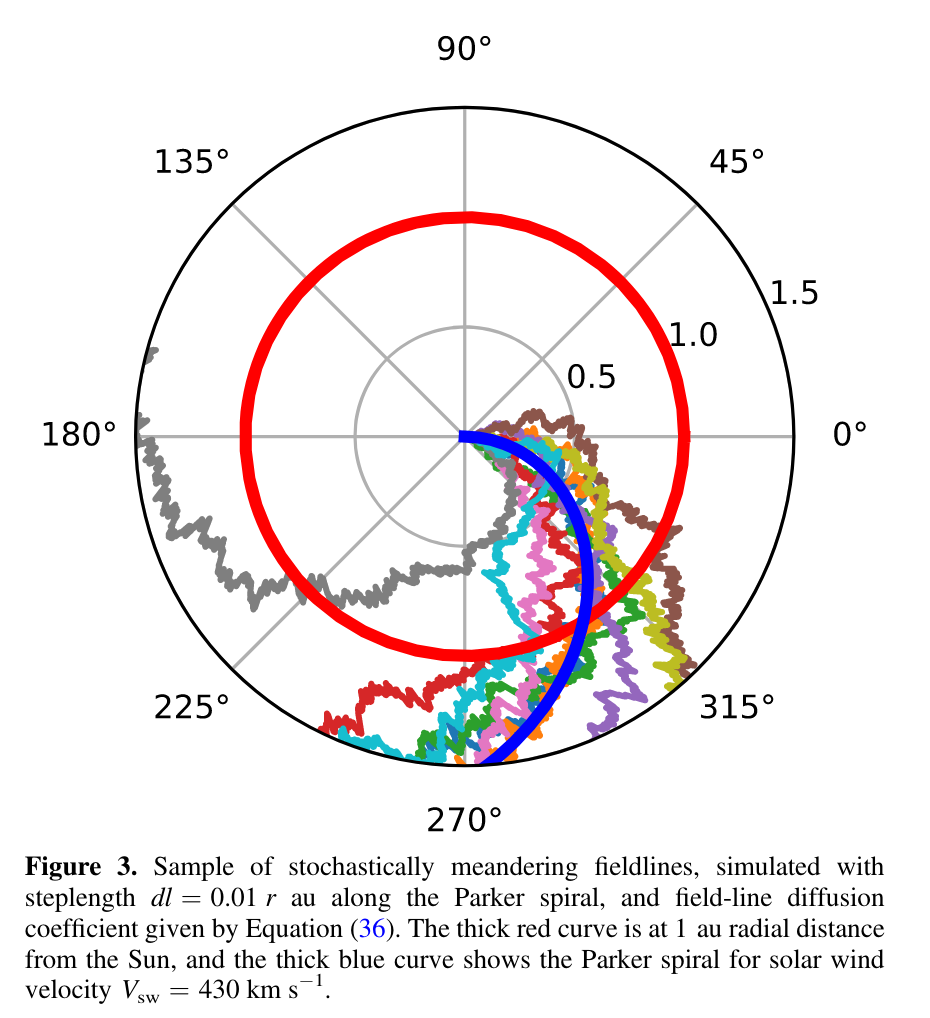 90°
135°
45°
1.5
1.0
0.5
180°
0°
225°
315°
270°
Figure 3. Sample of stochastically meandering fieldlines, simulated with
steplength dl = 0.01 r au along the Parker spiral, and field-line diffusion
coefficient given by Equation (36). The thick red curve is at 1 au radial distance
from the Sun, and the thick blue curve shows the Parker spiral for solar wind
velocity Vsw = 430 km s−1.